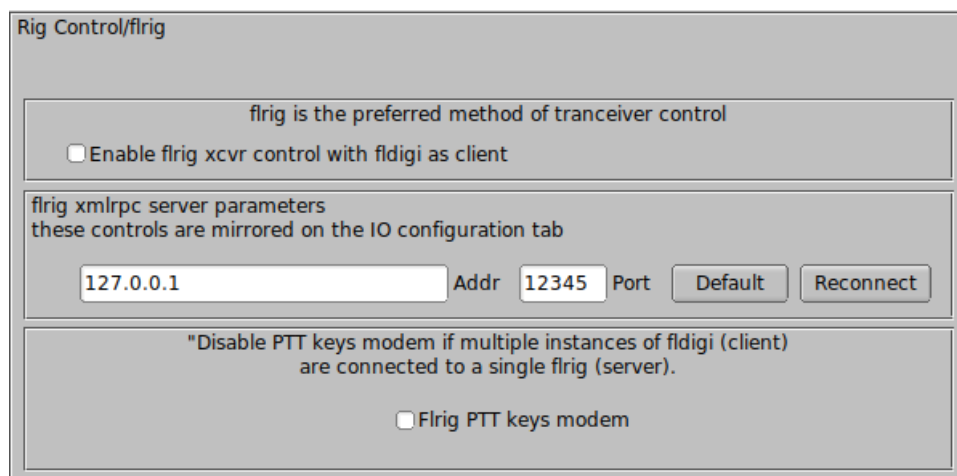 Rig Control/flrig
flrig is the preferred method of tranceiver control
Enable flrig xcvr control with fldigi as client
flrig xmlrpc server parameters
these controls are mirrored on the IO configuration tab
127.0.0.1 Addr 12345 Port Default Reconnect
"Disable PTT keys modem if multiple instances of fldigi (client)
are connected to a single flrig (server).
Flrig PTT keys modem